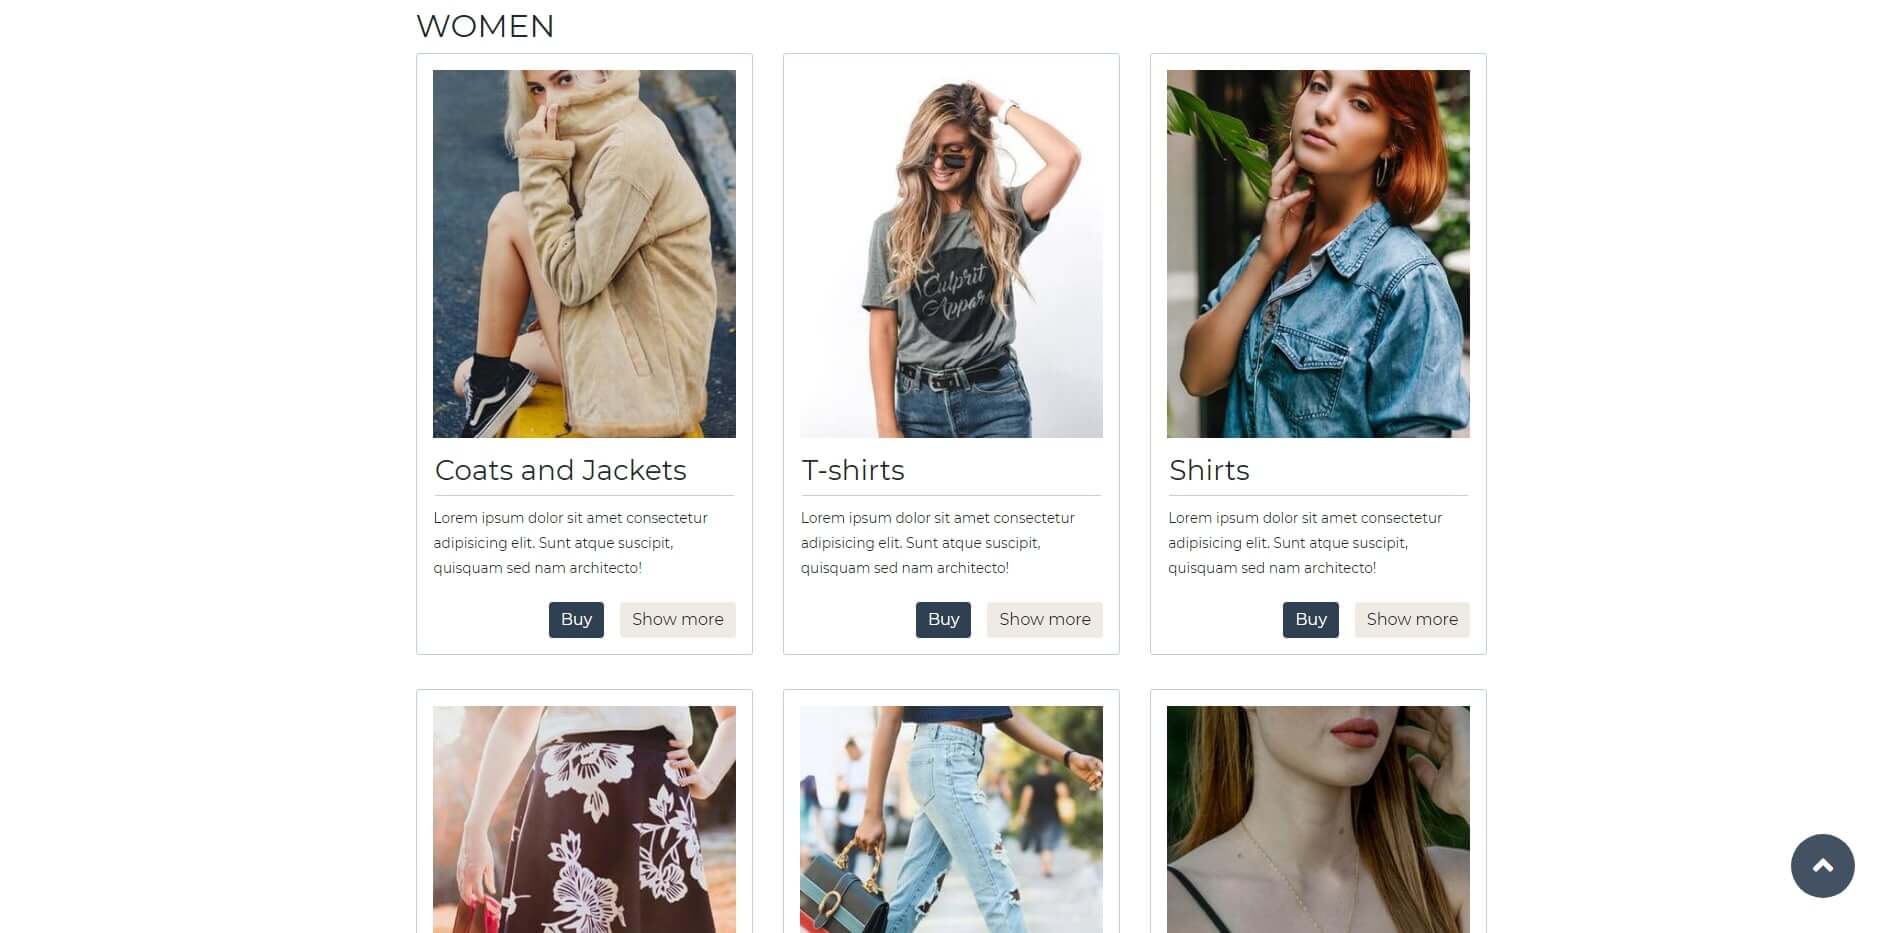 WOMEN
Culprit
Coats and Jackets
Lorem ipsum dolor sit amet consectetur
adipisicing elit. Sunt atque suscipit,
quisquam sed nam architecto!
Buy
Show more
T-shirts
Lorem ipsum dolor sit amet consectetur
adipisicing elit. Sunt atque suscipit,
quisquam sed nam architecto!
Buy
Show more
Shirts
Lorem ipsum dolor sit amet consectetur
adipisicing elit. Sunt atque suscipit,
quisquam sed nam architecto!
Buy
Show more